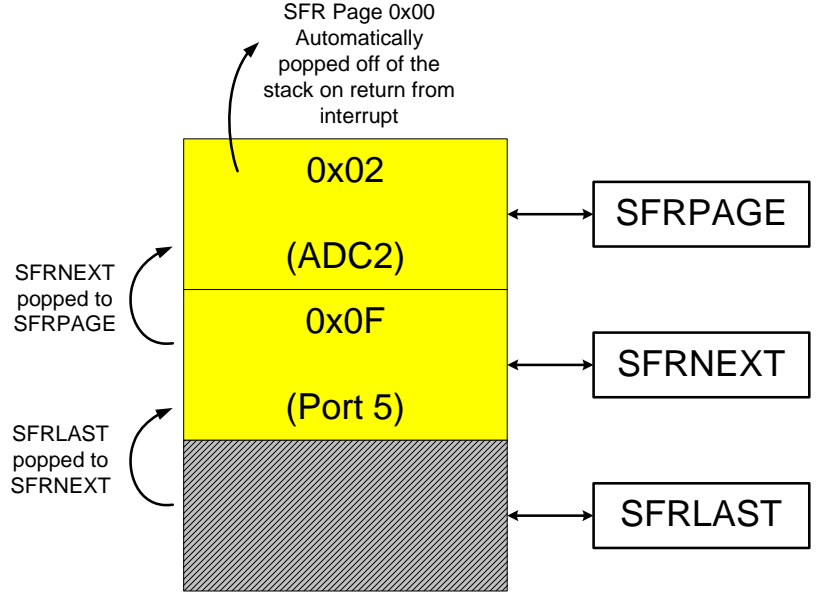 SFR Page 0x00
Automatically
popped off of the
stack on return from
interrupt
0x02
(ADC2)
SFRPAGE
SFRNEXT
popped to
SFRPAGE
0x0F
(Port 5)
SFRNEXT
SFRLAST
popped to
SFRNEXT
SFRLAST